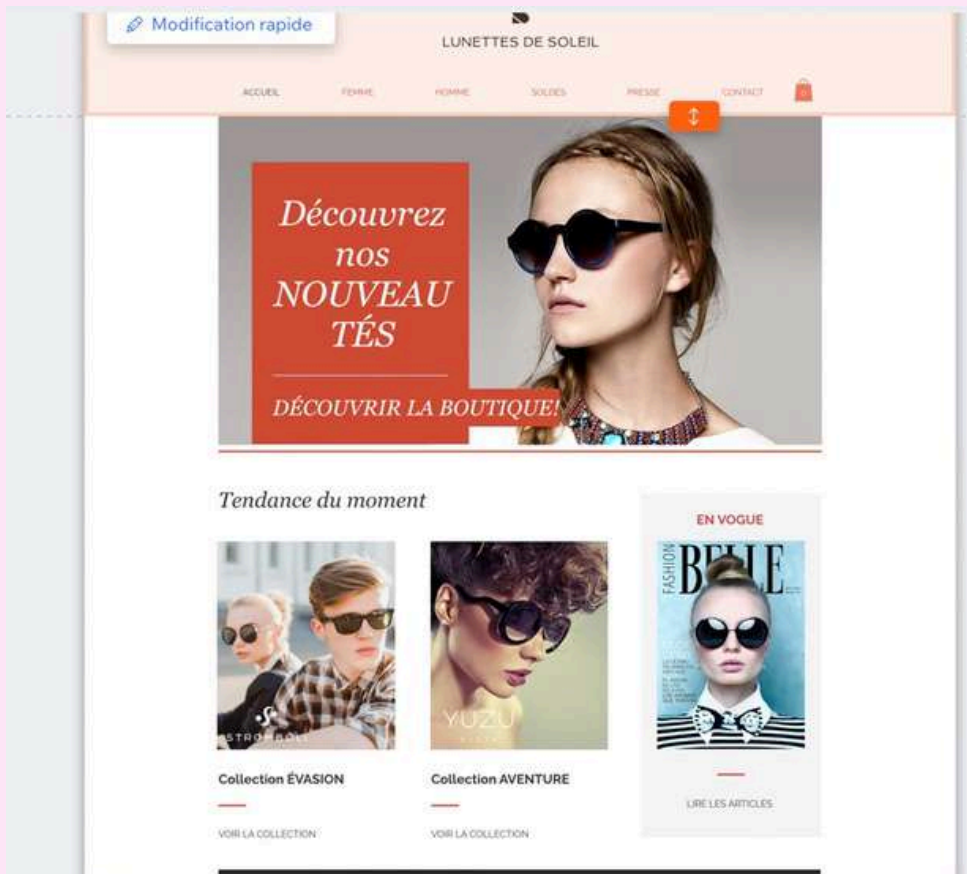 Modification rapide
LUNETTES DE SOLEIL
ACCUEIL FEMME HOMME SOLDES PRESSE CONTACT
0
Découvrez
nos
NOUVEAU
TÉS
DÉCOUVRIR LA BOUTIQUE!
Tendance du moment
EN VOGUE
FASHION
BELLE
STROMBOLI
YUZU
Collection ÉVASION
Collection AVENTURE
VOIR LA COLLECTION
VOIR LA COLLECTION
LIRE LES ARTICLES